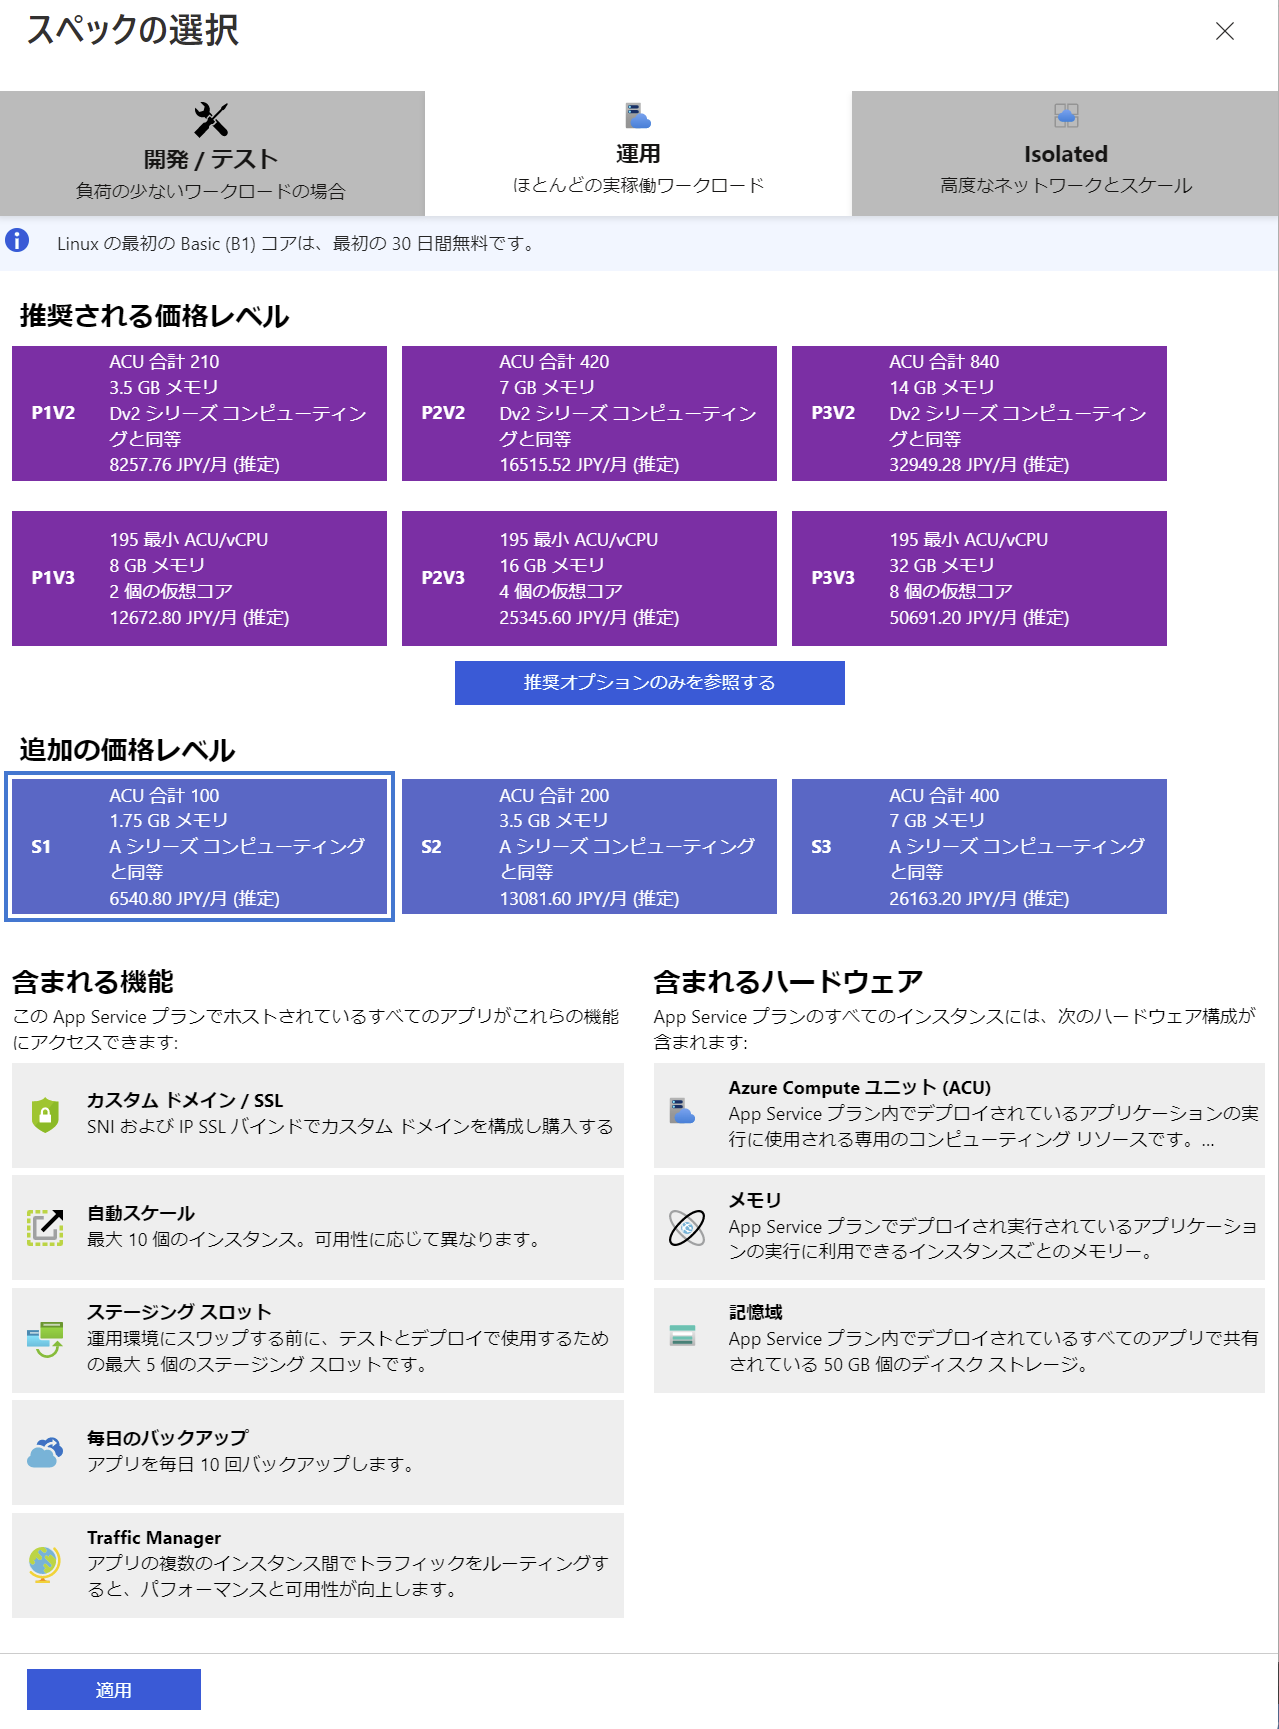 スペックの選択
開発 / テスト
負荷の少ないワークロードの場合
運用
ほとんどの実稼働ワークロード
Isolated
高度なネットワークとスケール
Linux の最初の Basic (B1) コアは、最初の 30 日間無料です。
推奨される価格レベル
P1V2
ACU 合計 210
3.5 GB メモリ
Dv2 シリーズ コンピューティン
グと同等
8257.76 JPY/月 (推定)
P2V2
ACU 合計 420
7 GB メモリ
Dv2 シリーズ コンピューティン
グと同等
16515.52 JPY/月 (推定)
P3V2
ACU 合計 840
14 GB メモリ
Dv2 シリーズ コンピューティン
グと同等
32949.28 JPY/月 (推定)
P1V3
195 最小 ACU/vCPU
8 GB メモリ
2 個の仮想コア
12672.80 JPY/月 (推定)
P2V3
195 最小 ACU/vCPU
16 GB メモリ
4 個の仮想コア
25345.60 JPY/月 (推定)
P3V3
195 最小 ACU/vCPU
32 GB メモリ
8 個の仮想コア
50691.20 JPY/月 (推定)
推奨オプションのみを参照する
追加の価格レベル
S1
ACU 合計 100
1.75 GB メモリ
A シリーズ コンピューティング
と同等
6540.80 JPY/月 (推定)
S2
ACU 合計 200
3.5 GB メモリ
A シリーズ コンピューティング
と同等
13081.60 JPY/月 (推定)
S3
ACU 合計 400
7 GB メモリ
A シリーズ コンピューティング
と同等
26163.20 JPY/月 (推定)
含まれる機能
この App Service プランでホストされているすべてのアプリがこれらの機能
にアクセスできます:
カスタム ドメイン / SSL
SNI および IP SSL バインドでカスタム ドメインを構成し購入する
自動スケール
最大 10 個のインスタンス。可用性に応じて異なります。
ステージング スロット
運用環境にスワップする前に、テストとデプロイで使用するため
の最大 5 個のステージング スロットです。
毎日のバックアップ
アプリを毎日 10 回バックアップします。
Traffic Manager
アプリの複数のインスタンス間でトラフィックをルーティングす
ると、パフォーマンスと可用性が向上します。
含まれるハードウェア
App Service プランのすべてのインスタンスには、次のハードウェア構成が
含まれます:
Azure Compute ユニット (ACU)
App Service プラン内でデプロイされているアプリケーションの実
行に使用される専用のコンピューティング リソースです。...
メモリ
App Service プランでデプロイされ実行されているアプリケーショ
ンの実行に利用できるインスタンスごとのメモリー。
記憶域
App Service プラン内でデプロイされているすべてのアプリで共有
されている 50 GB 個のディスク ストレージ。
適用